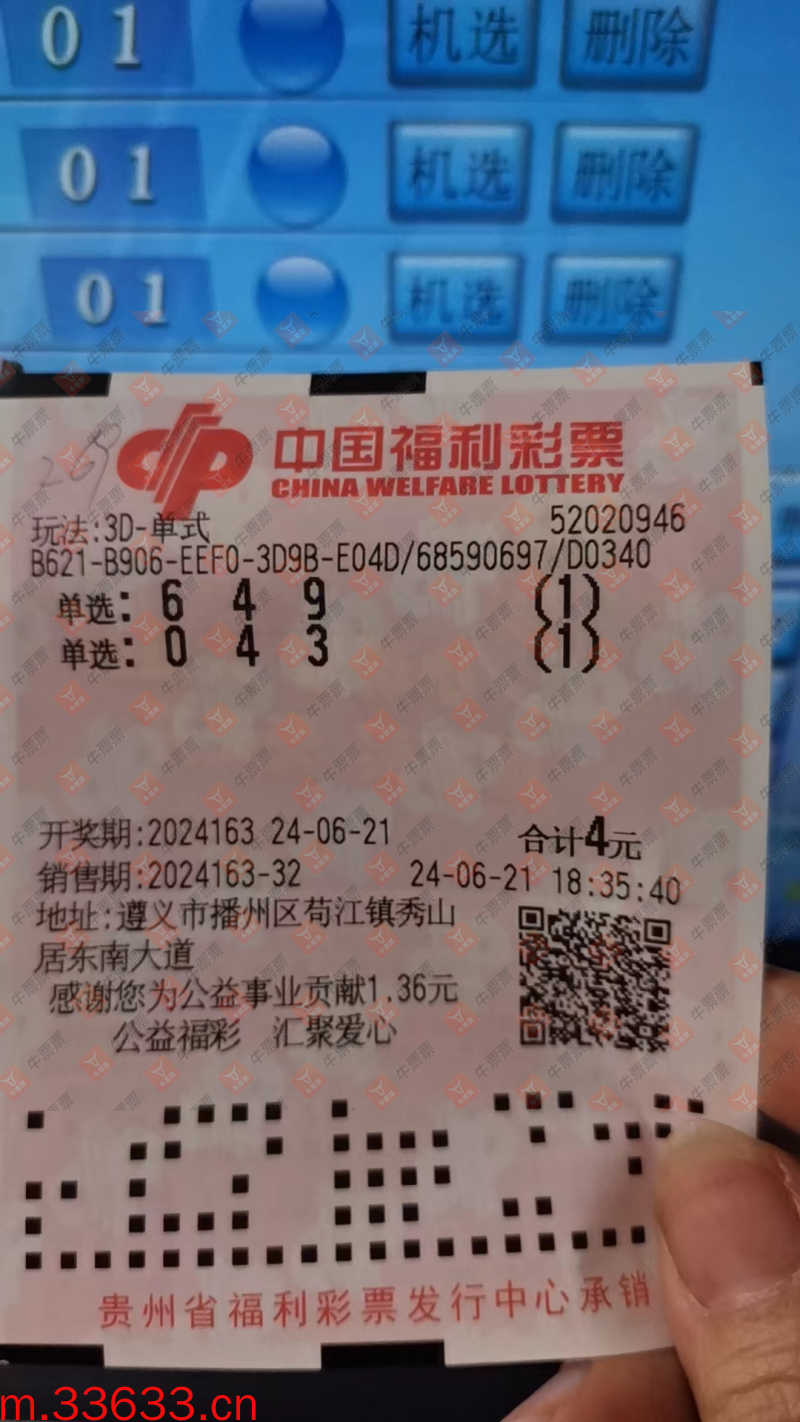 01 机选 删除
01 机选 删除
01 机选 删除
中国福利彩票
CHINA WELFARE LOTTERY
玩法:3D-单式 52020946
B621-B906-EEF0-3D9B-E04D/68590697/D0340
单选: 6 4 9 (1)
单选: 0 4 3 (1)
开奖期:2024163 24-06-21 合计4元
销售期:2024163-32 24-06-21 18:35:40
地址:遵义市播州区苟江镇秀山
居东南大道
感谢您为公益事业贡献1.36元
公益福彩 汇聚爱心
贵州省福利彩票发行中心承销
m.33633.cn
牛票票